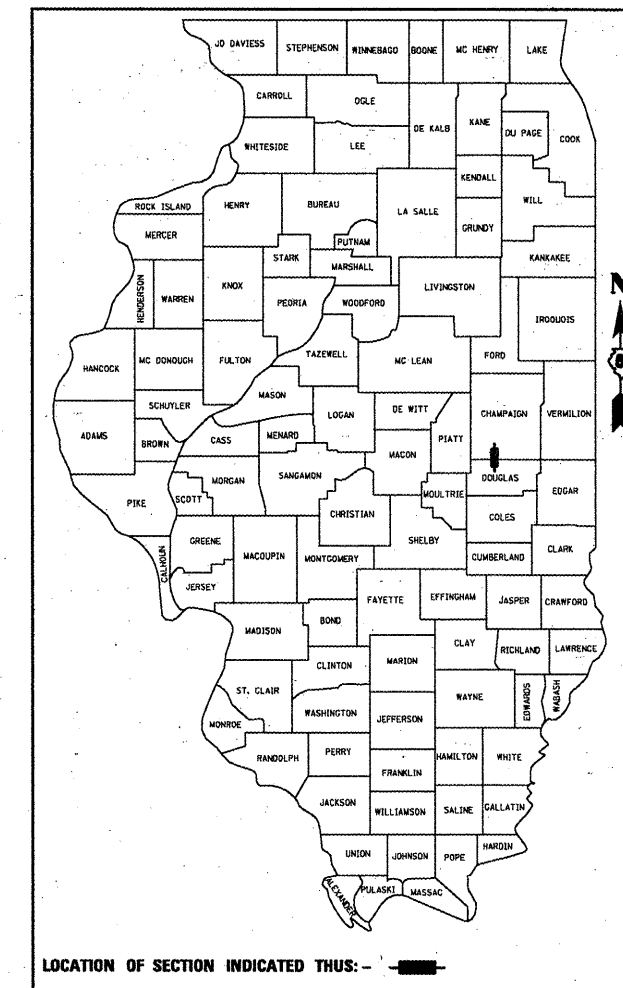 JO DAVIESS STEPHENSON WINNEBAGO BOONE MC HENRY LAKE
CARROLL OGLE DE KALB KANE DU PAGE COOK
WHITESIDE LEE
KENDALL
ROCK ISLAND HENRY BUREAU LA SALLE WILL
MERCER PUTNAM GRUNDY
STARK MARSHALL KANKAKEE
HENDERSON WARREN KNOX PEORIA WOODFORD LIVINGSTON IROQUOIS
N
HANCOCK MC DONOUGH FULTON TAZEWELL MC LEAN FORD
SCHUYLER MASON LOGAN DE WITT CHAMPAIGN VERMILION
ADAMS BROWN CASS MENARD MACON PIATT
PIKE SCOTT MORGAN SANGAMON CHRISTIAN MOULTRIE DOUGLAS EDGAR
COLES
CALHOUN GREENE MACOUPIN MONTGOMERY SHELBY CUMBERLAND CLARK
JERSEY FAYETTE EFFINGHAM JASPER CRAWFORD
MADISON BOND
CLINTON MARION CLAY RICHLAND LAWRENCE
ST. CLAIR WASHINGTON JEFFERSON WAYNE EDWARDS WABASH
MONROE
RANDOLPH PERRY FRANKLIN HAMILTON WHITE
JACKSON WILLIAMSON SALINE GALLATIN
UNION JOHNSON POPE HARDIN
ALEXANDER PULASKI MASSAC
LOCATION OF SECTION INDICATED THUS: -